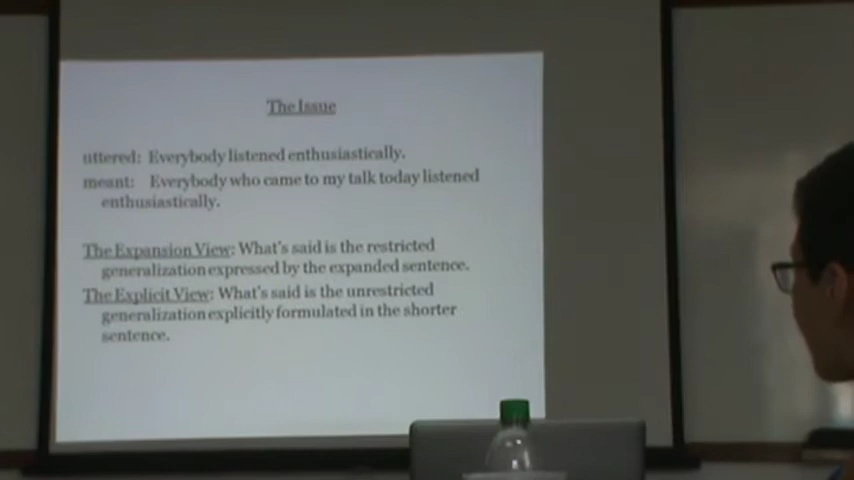 The Issue
uttered: Everybody listened enthusiastically.
meant: Everybody who came to my talk today listened
enthusiastically.
The Expansion View: What's said is the restricted
generalization expressed by the expanded sentence.
The Explicit View: What's said is the unrestricted
generalization explicitly formulated in the shorter
sentence.